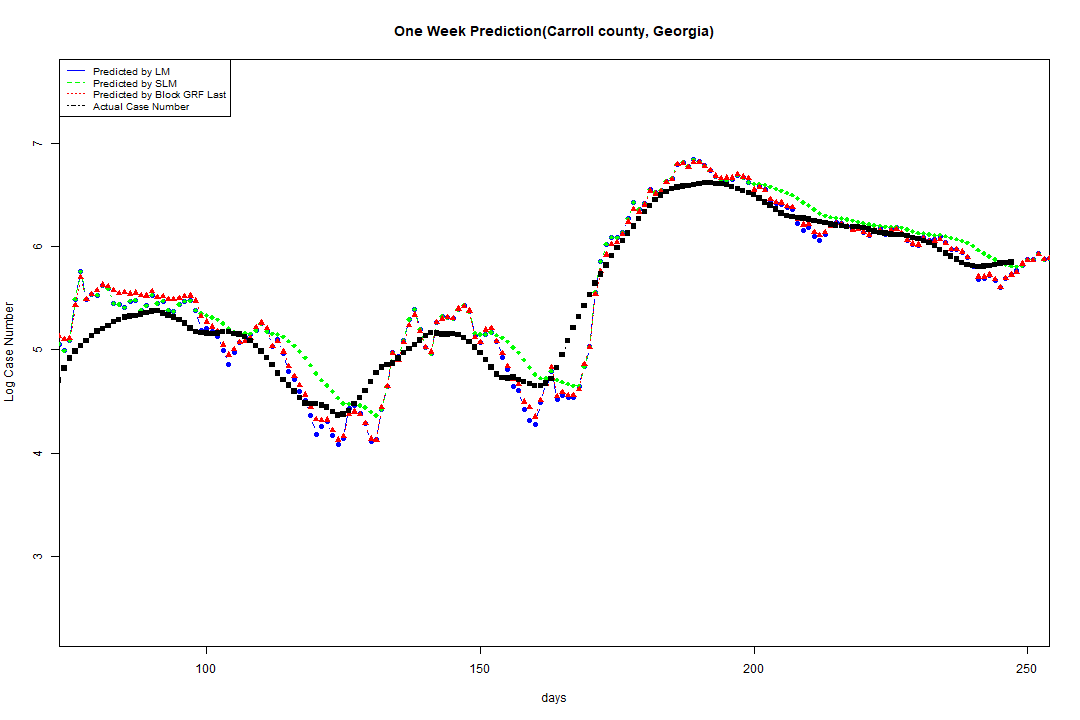 One Week Prediction(Carroll county, Georgia)
Predicted by LM
Predicted by SLM
Predicted by Block GRF Last
Actual Case Number
7
6
5
4
3
Log Case Number
100
150
200
250
days